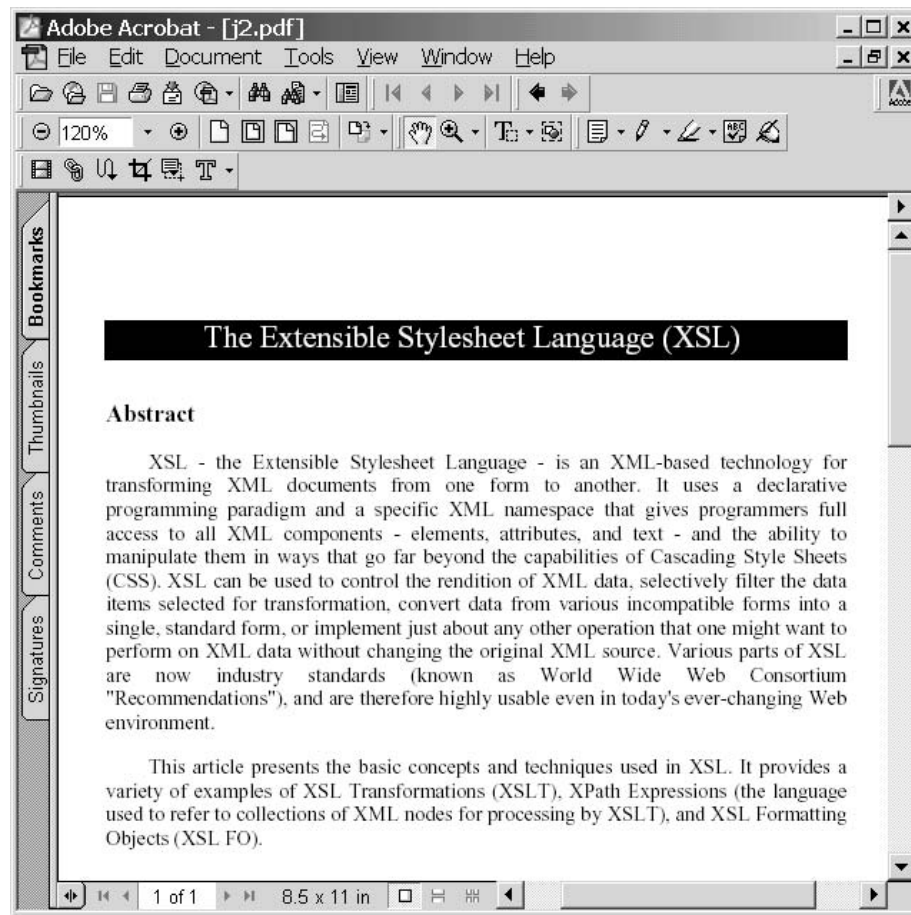 Adobe Acrobat - [j2.pdf]
File Edit Document Tools View Window Help
Adobe
120%
ABC
Bookmarks
Thumbnails
Comments
Signatures
The Extensible Stylesheet Language (XSL)
Abstract
XSL - the Extensible Stylesheet Language - is an XML-based technology for
transforming XML documents from one form to another. It uses a declarative
programming paradigm and a specific XML namespace that gives programmers full
access to all XML components - elements, attributes, and text - and the ability to
manipulate them in ways that go far beyond the capabilities of Cascading Style Sheets
(CSS). XSL can be used to control the rendition of XML data, selectively filter the data
items selected for transformation, convert data from various incompatible forms into a
single, standard form, or implement just about any other operation that one might want to
perform on XML data without changing the original XML source. Various parts of XSL
are now industry standards (known as World Wide Web Consortium
"Recommendations"), and are therefore highly usable even in today's ever-changing Web
environment.
This article presents the basic concepts and techniques used in XSL. It provides a
variety of examples of XSL Transformations (XSLT), XPath Expressions (the language
used to refer to collections of XML nodes for processing by XSLT), and XSL Formatting
Objects (XSL FO).
1 of 1 8.5 x 11 in